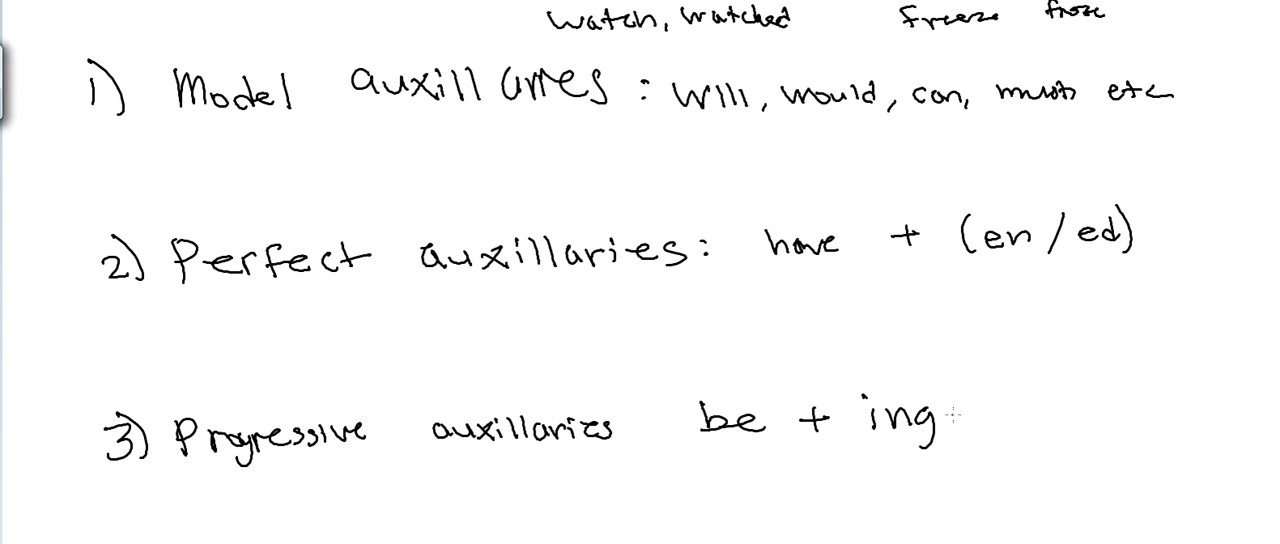 watch, watched freeze froze
1) Model auxillaries : will, would, can, must etc
2) Perfect auxillaries : have + (en / ed)
3) Progressive auxillaries be + ing